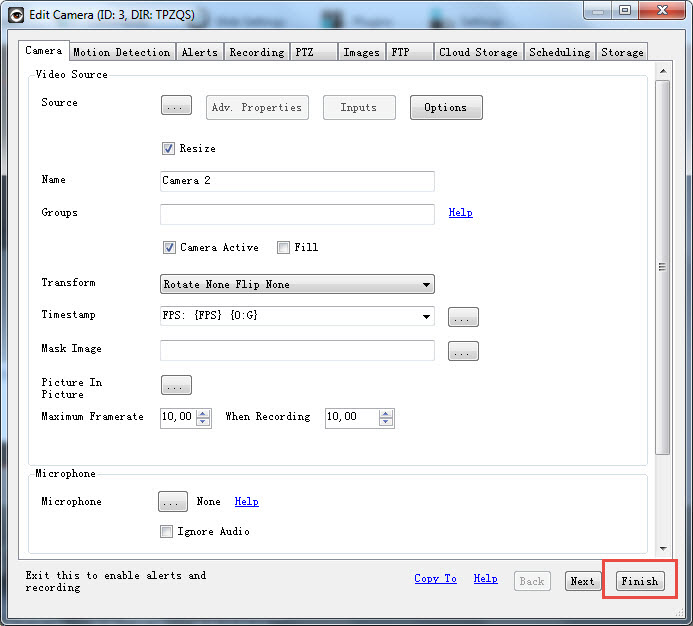 Edit Camera (ID: 3, DIR: TPZQS)
Camera Motion Detection Alerts Recording PTZ Images FTP Cloud Storage Scheduling Storage
Video Source
Source ... Adv. Properties Inputs Options
Resize
Name Camera 2
Groups Help
Camera Active Fill
Transform Rotate None Flip None
Timestamp FPS: {FPS} {0:G} ...
Mask Image ...
Picture In
Picture ...
Maximum Framerate 10,00 When Recording 10,00
Microphone
Microphone ... None Help
Ignore Audio
Exit this to enable alerts and
recording
Copy To Help Back Next Finish